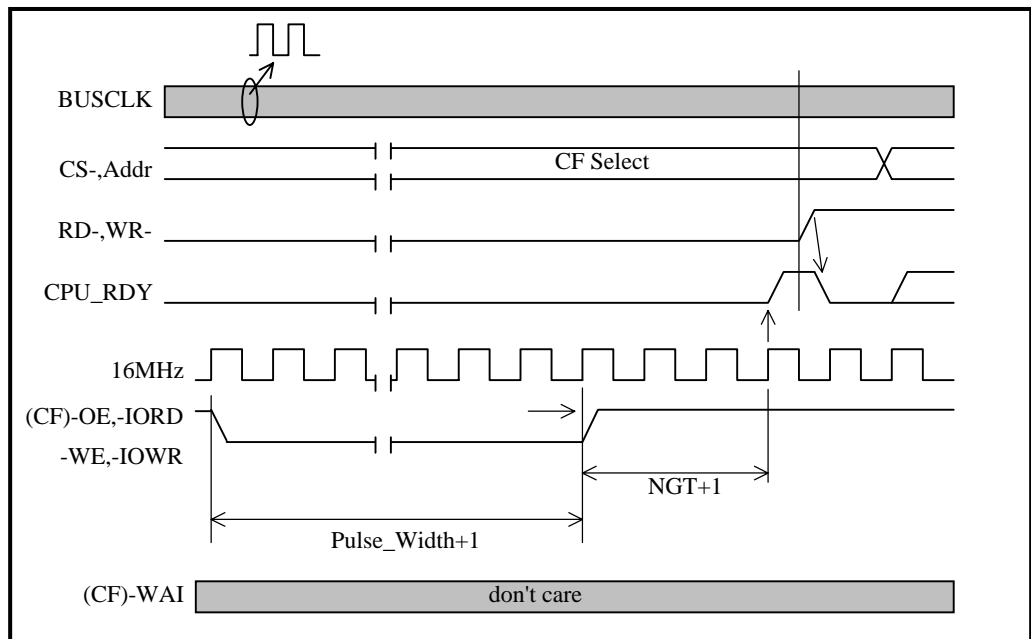 BUSCLK
CS-,Addr
CF Select
RD-,WR-
CPU_RDY
16MHz
(CF)-OE,-IORD
-WE,-IOWR
NGT+1
Pulse_Width+1
(CF)-WAI
don't care